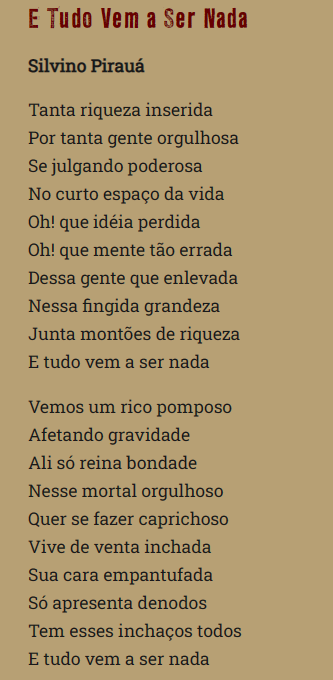 E Tudo Vem a Ser Nada
Silvino Pirauá
Tanta riqueza inserida
Por tanta gente orgulhosa
Se julgando poderosa
No curto espaço da vida
Oh! que idéia perdida
Oh! que mente tão errada
Dessa gente que enlevada
Nessa fingida grandeza
Junta montões de riqueza
E tudo vem a ser nada
Vemos um rico pomposo
Afetando gravidade
Ali só reina bondade
Nesse mortal orgulhoso
Quer se fazer caprichoso
Vive de venta inchada
Sua cara empantufada
Só apresenta denodos
Tem esses inchaços todos
E tudo vem a ser nada